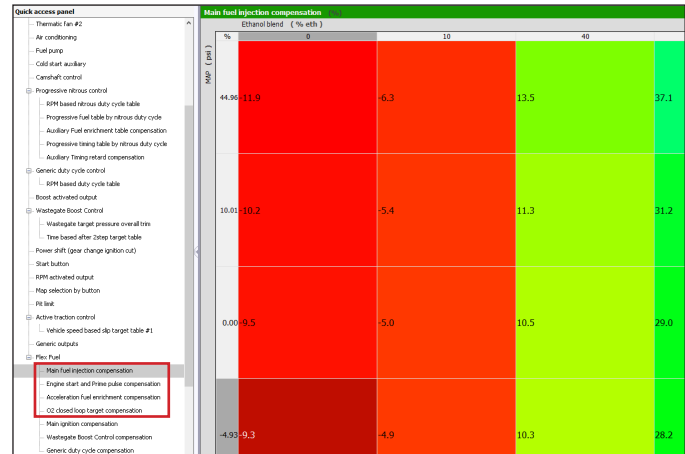 Quick access panel
Thermatic fan #2
Air conditioning
Fuel pump
Cold start auxiliary
Camshaft control
Progressive nitrous control
RPM based nitrous duty cycle table
Progressive fuel table by nitrous duty cycle
Auxiliary Fuel enrichment table compensation
Progressive timing table by nitrous duty cycle
Auxiliary Timing retard compensation
Generic duty cycle control
RPM based duty cycle table
Boost activated output
Wastegate Boost Control
Wastegate target pressure overall trim
Time based after 2step target table
Power shift (gear change ignition cut)
Start button
RPM activated output
Map selection by button
Pit limit
Active traction control
Vehicle speed based slip target table #1
Generic outputs
Flex Fuel
Main fuel injection compensation
Engine start and Prime pulse compensation
Acceleration fuel enrichment compensation
O2 closed loop target compensation
Main ignition compensation
Wastegate Boost Control compensation
Generic duty cycle compensation
Main fuel injection compensation (%)
Ethanol blend ( % eth )
MAP ( psi )
% 0 10 40
44.96 -11.9 -6.3 13.5 37.1
10.01 -10.2 -5.4 11.3 31.2
0.00 -9.5 -5.0 10.5 29.0
-4.93 -9.3 -4.9 10.3 28.2